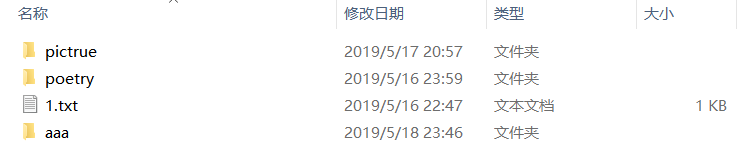 名称 修改日期 类型 大小
pictrue 2019/5/17 20:57 文件夹
poetry 2019/5/16 23:59 文件夹
1.txt 2019/5/16 22:47 文本文档 1 KB
aaa 2019/5/18 23:46 文件夹